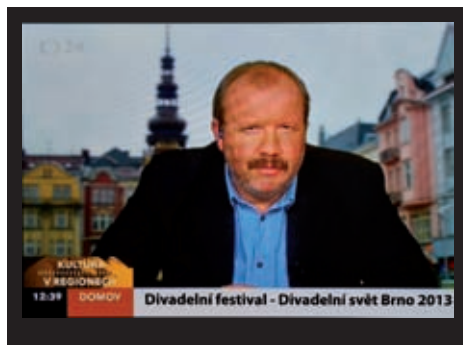 ČT24
KULTURA
V REGIONECH
12:39 DOMOV Divadelní festival - Divadelní svět Brno 2013